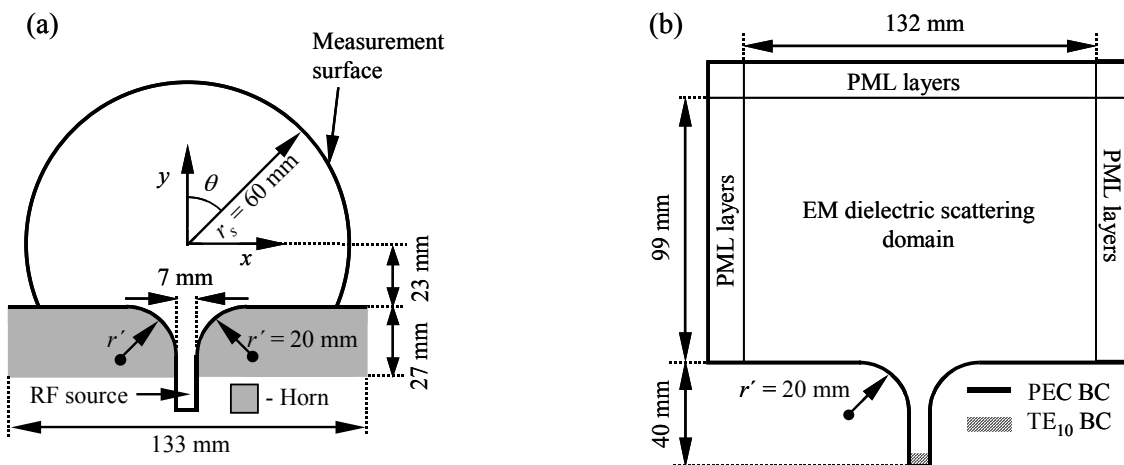 (a)
Measurement
surface
y
θ
r_s = 60 mm
x
7 mm
23 mm
r′
r′ = 20 mm
27 mm
RF source
- Horn
133 mm
(b)
132 mm
PML layers
99 mm
PML layers
EM dielectric scattering
domain
PML layers
40 mm
r′ = 20 mm
PEC BC
TE₁₀ BC